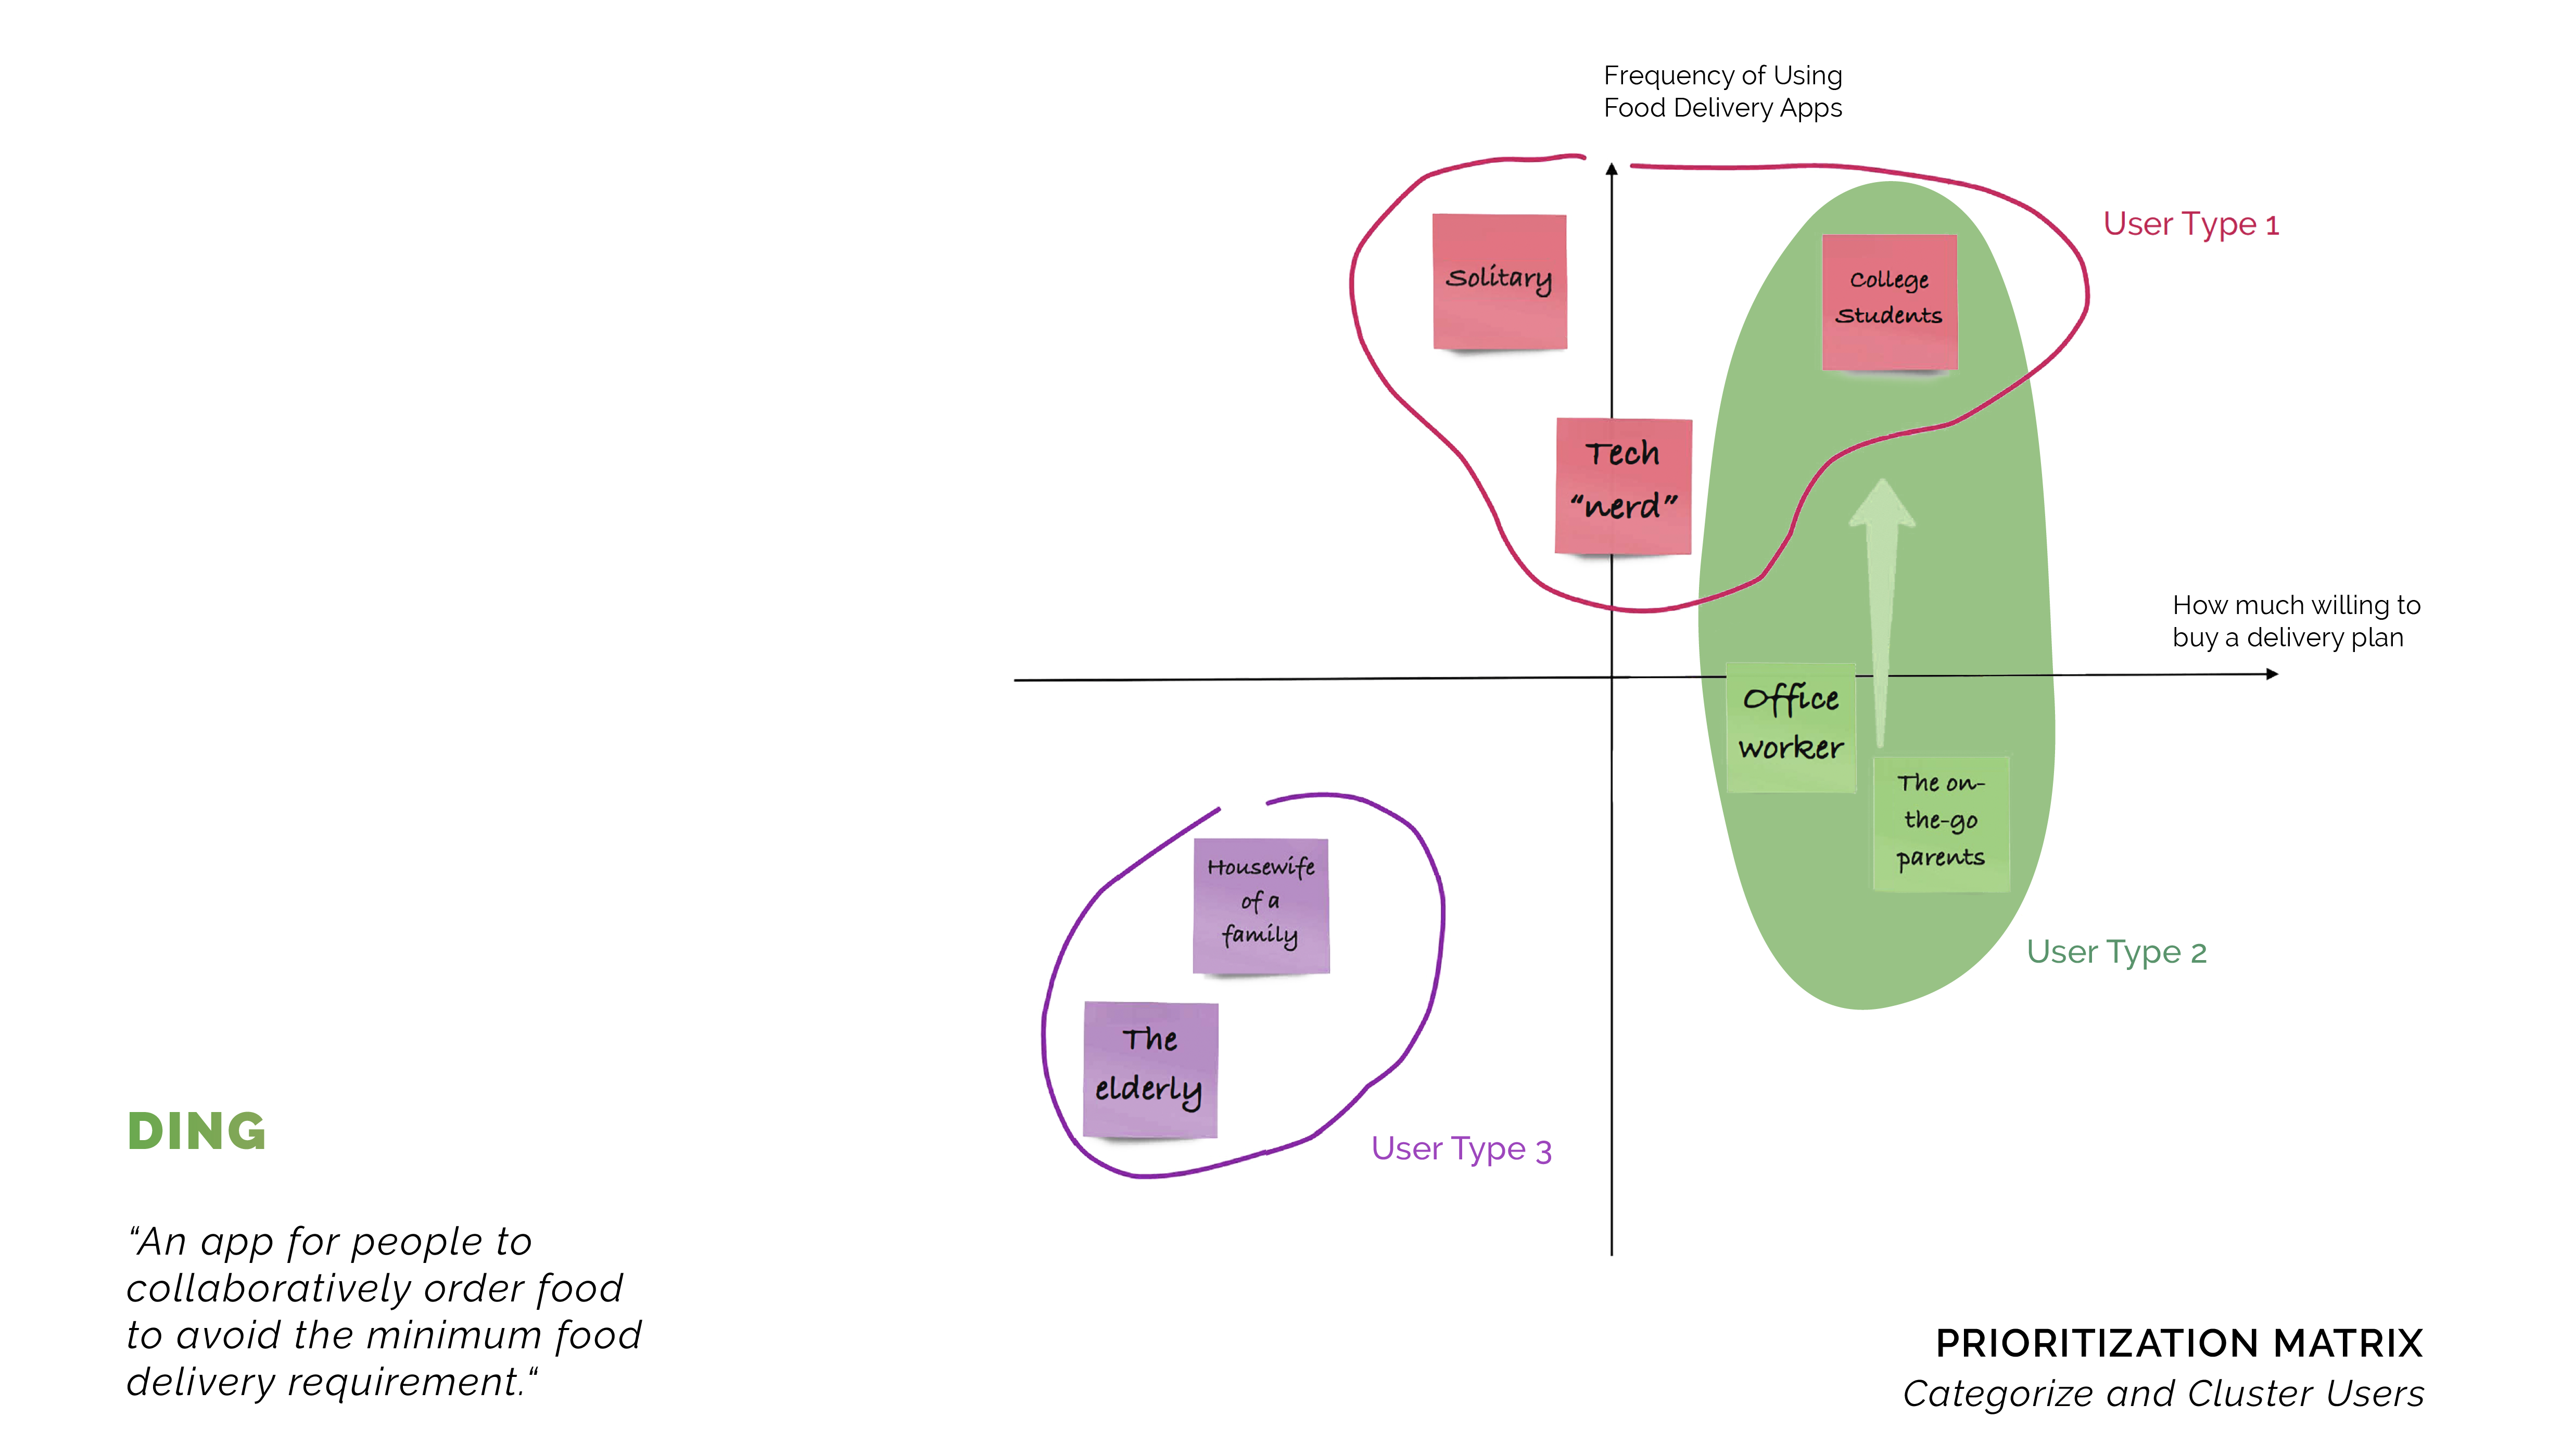 Frequency of Using
Food Delivery Apps
User Type 1
Solitary
College
Students
Tech
“nerd”
How much willing to
buy a delivery plan
Office
worker
The on-
the-go
parents
User Type 2
Housewife
of a
family
The
elderly
User Type 3
DING
“An app for people to
collaboratively order food
to avoid the minimum food
delivery requirement.“
PRIORITIZATION MATRIX
Categorize and Cluster Users